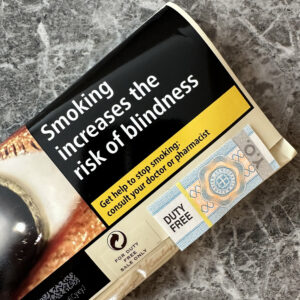 Smoking
increases the
risk of blindness
Get help to stop smoking:
consult your doctor or pharmacist
DUTY
FREE
FOR DUTY
FREE
SALE ONLY